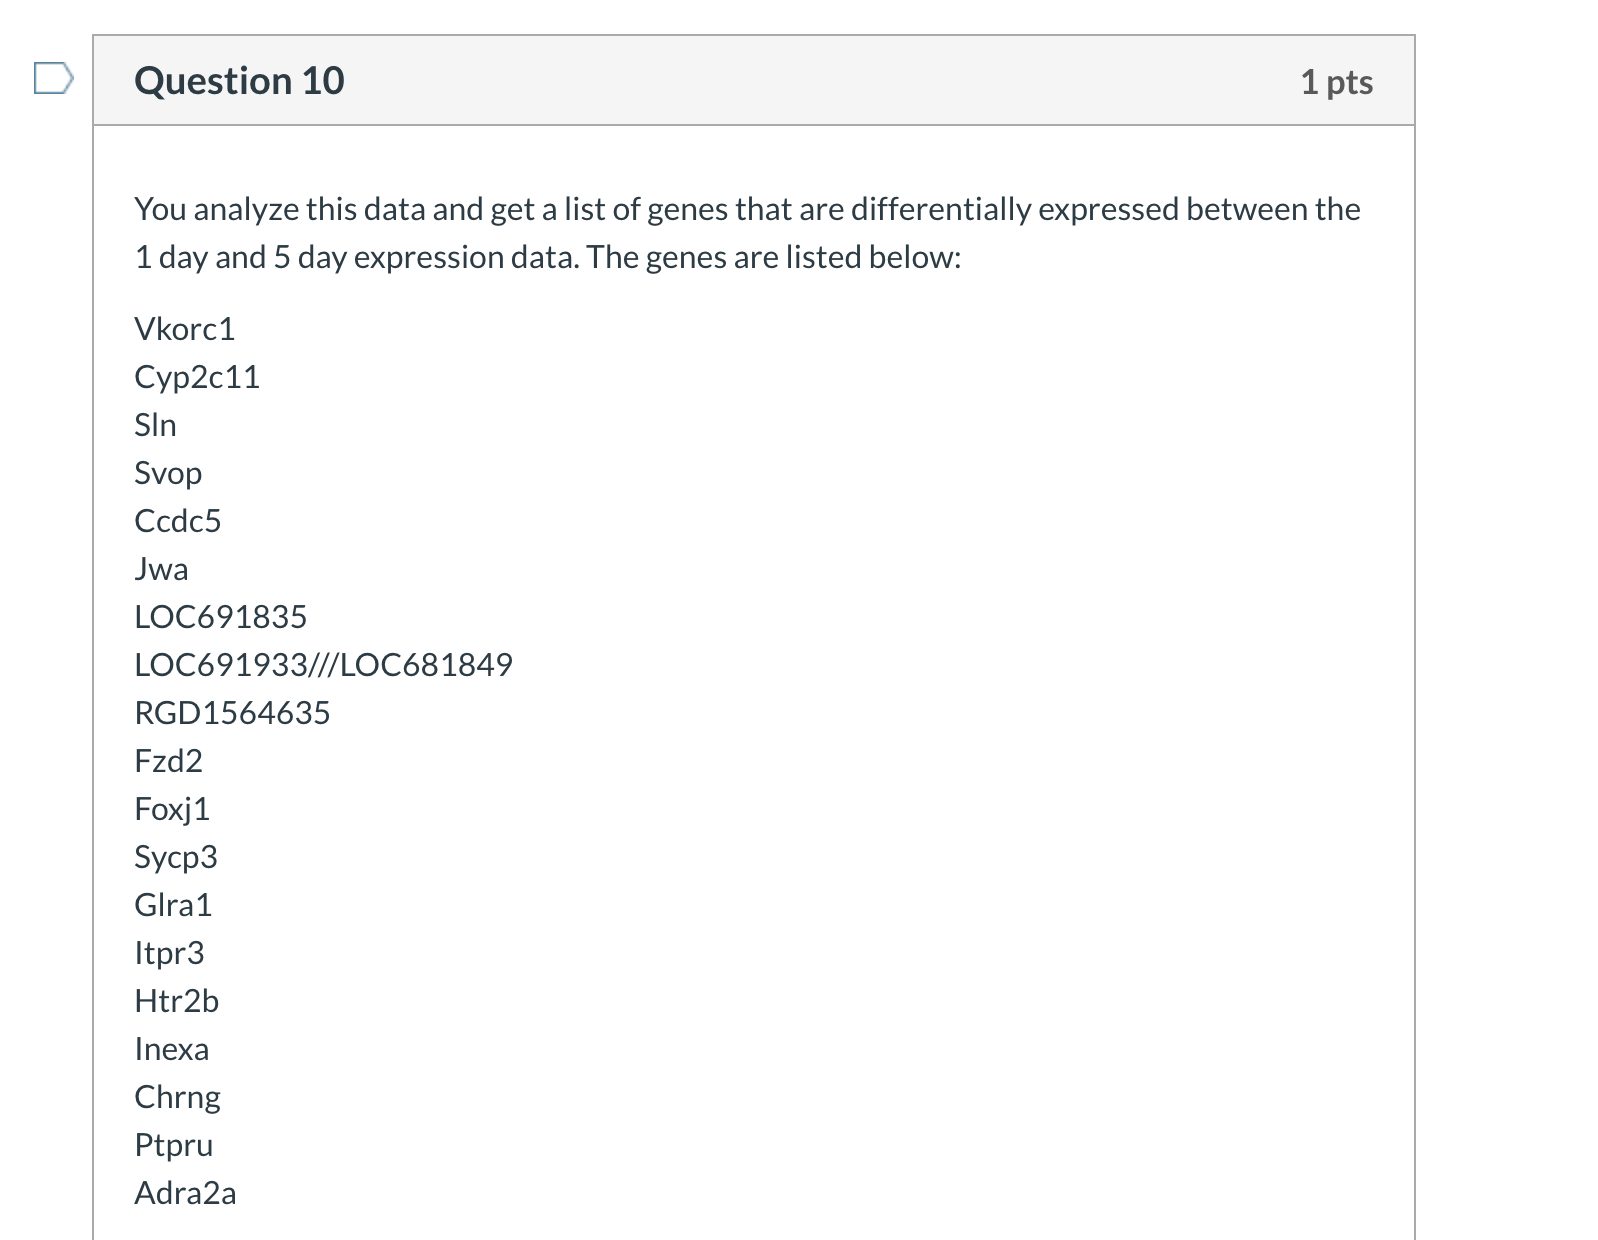 Question 10
1 pts
You analyze this data and get a list of genes that are differentially expressed between the
1 day and 5 day expression data. The genes are listed below:
Vkorc1
Cyp2c11
Sln
Svop
Ccdc5
Jwa
LOC691835
LOC691933///LOC681849
RGD1564635
Fzd2
Foxj1
Sycp3
Glra1
Itpr3
Htr2b
Inexa
Chrng
Ptpru
Adra2a